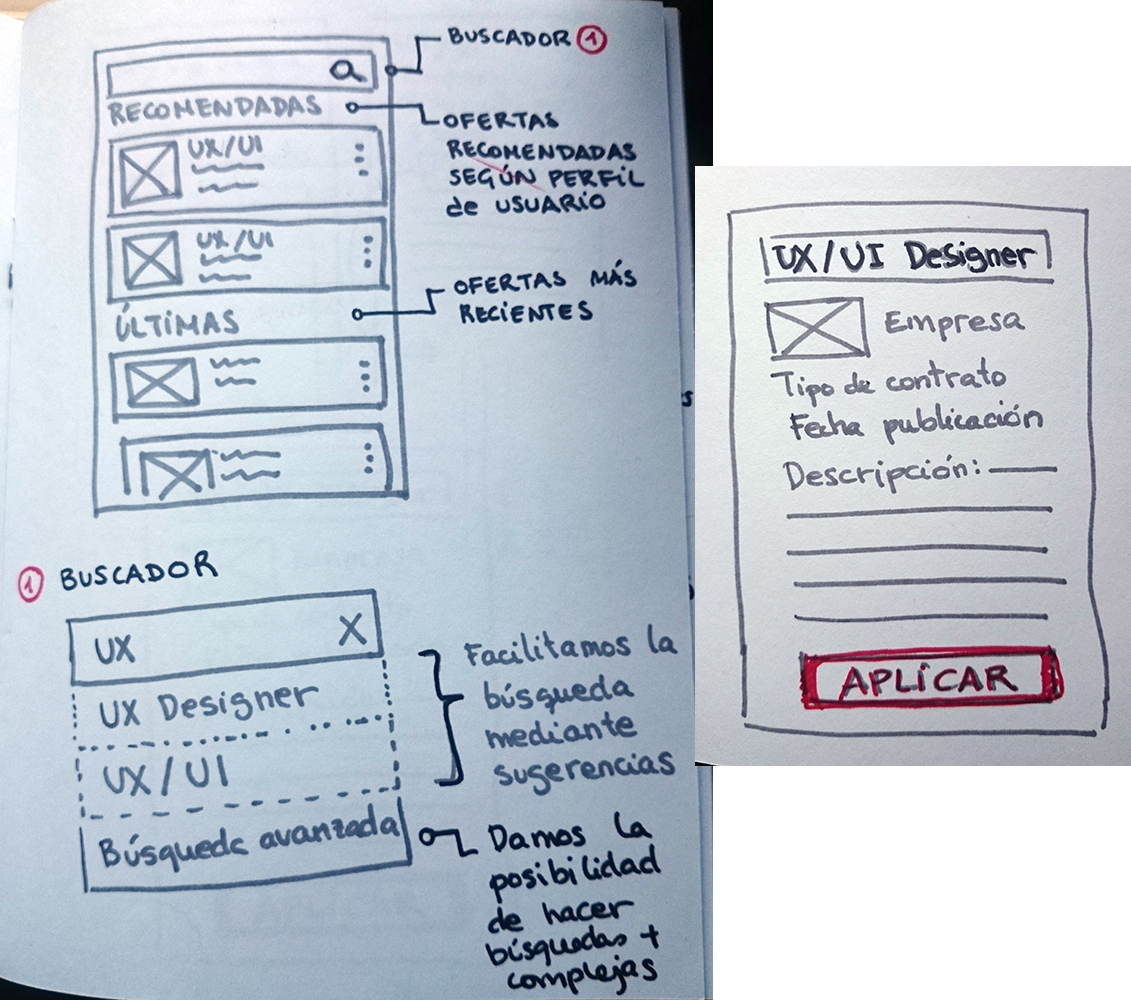 BUSCADOR 1
RECOMENDADAS
OFERTAS
RECOMENDADAS
SEGÚN PERFIL
de USUARIO
UX/UI
UX/UI
OFERTAS MÁS
RECIENTES
ÚLTIMAS
1 BUSCADOR
UX X
UX Designer
UX/UI
Búsqueda avanzada
Facilitamos la
búsqueda
mediante
sugerencias
Damos la
posibilidad
de hacer
búsquedas +
complejas
UX/UI Designer
Empresa
Tipo de contrato
Fecha publicación
Descripción:
APLICAR